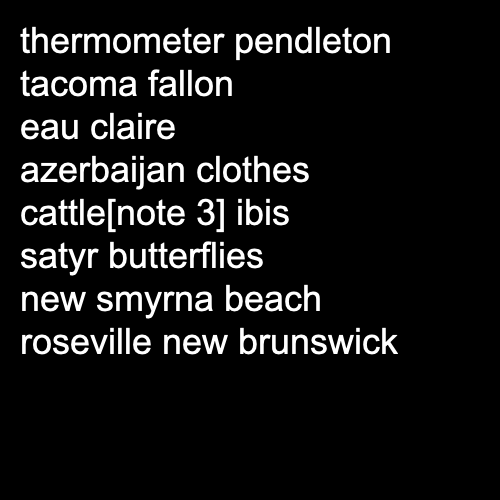 thermometer pendleton
tacoma fallon
eau claire
azerbaijan clothes
cattle[note 3] ibis
satyr butterflies
new smyrna beach
roseville new brunswick